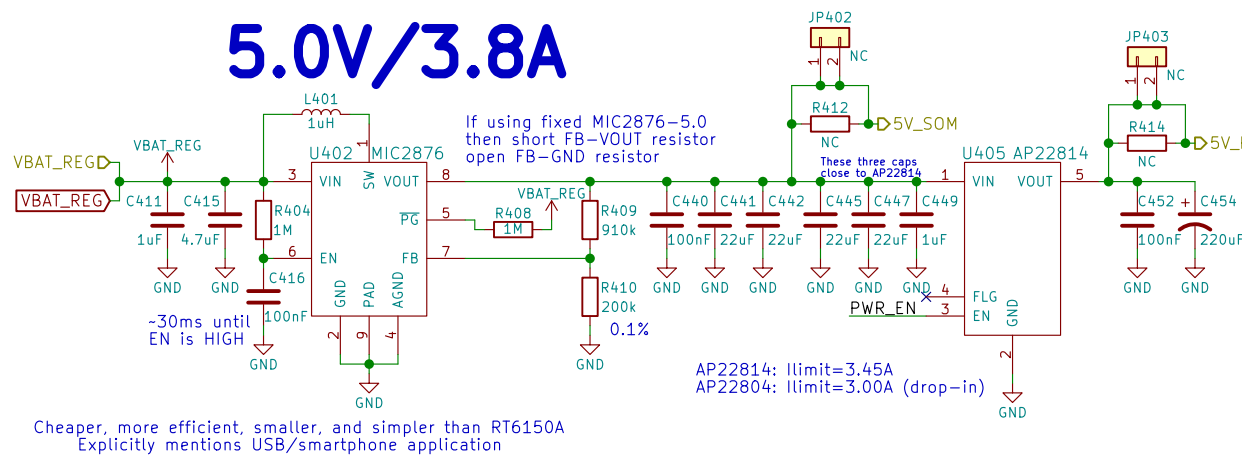 5.0V/3.8A
JP402
1
2
NC
JP403
1
2
NC
L401
1uH
If using fixed MIC2876-5.0
then short FB-VOUT resistor
open FB-GND resistor
R412
NC
5V_SOM
R414
NC
VBAT_REG
VBAT_REG
VBAT_REG
U402
MIC2876
1
SW
3
VIN
VOUT
8
PG
5
EN
6
FB
7
GND
PAD
AGND
2
9
4
GND
C411
1uF
GND
C415
4.7uF
GND
R404
1M
C416
100nF
GND
~30ms until
EN is HIGH
R408
1M
VBAT_REG
R409
910k
R410
200k
0.1%
GND
These three caps
close to AP22814
C440
100nF
GND
C441
22uF
GND
C442
22uF
GND
C445
22uF
GND
C447
22uF
GND
C449
1uF
GND
U405 AP22814
1
VIN
VOUT
5
4
FLG
PWR_EN
3
EN
GND
2
GND
C452
100nF
GND
+
C454
220uF
GND
AP22814: Ilimit=3.45A
AP22804: Ilimit=3.00A (drop-in)
Cheaper, more efficient, smaller, and simpler than RT6150A
Explicitly mentions USB/smartphone application